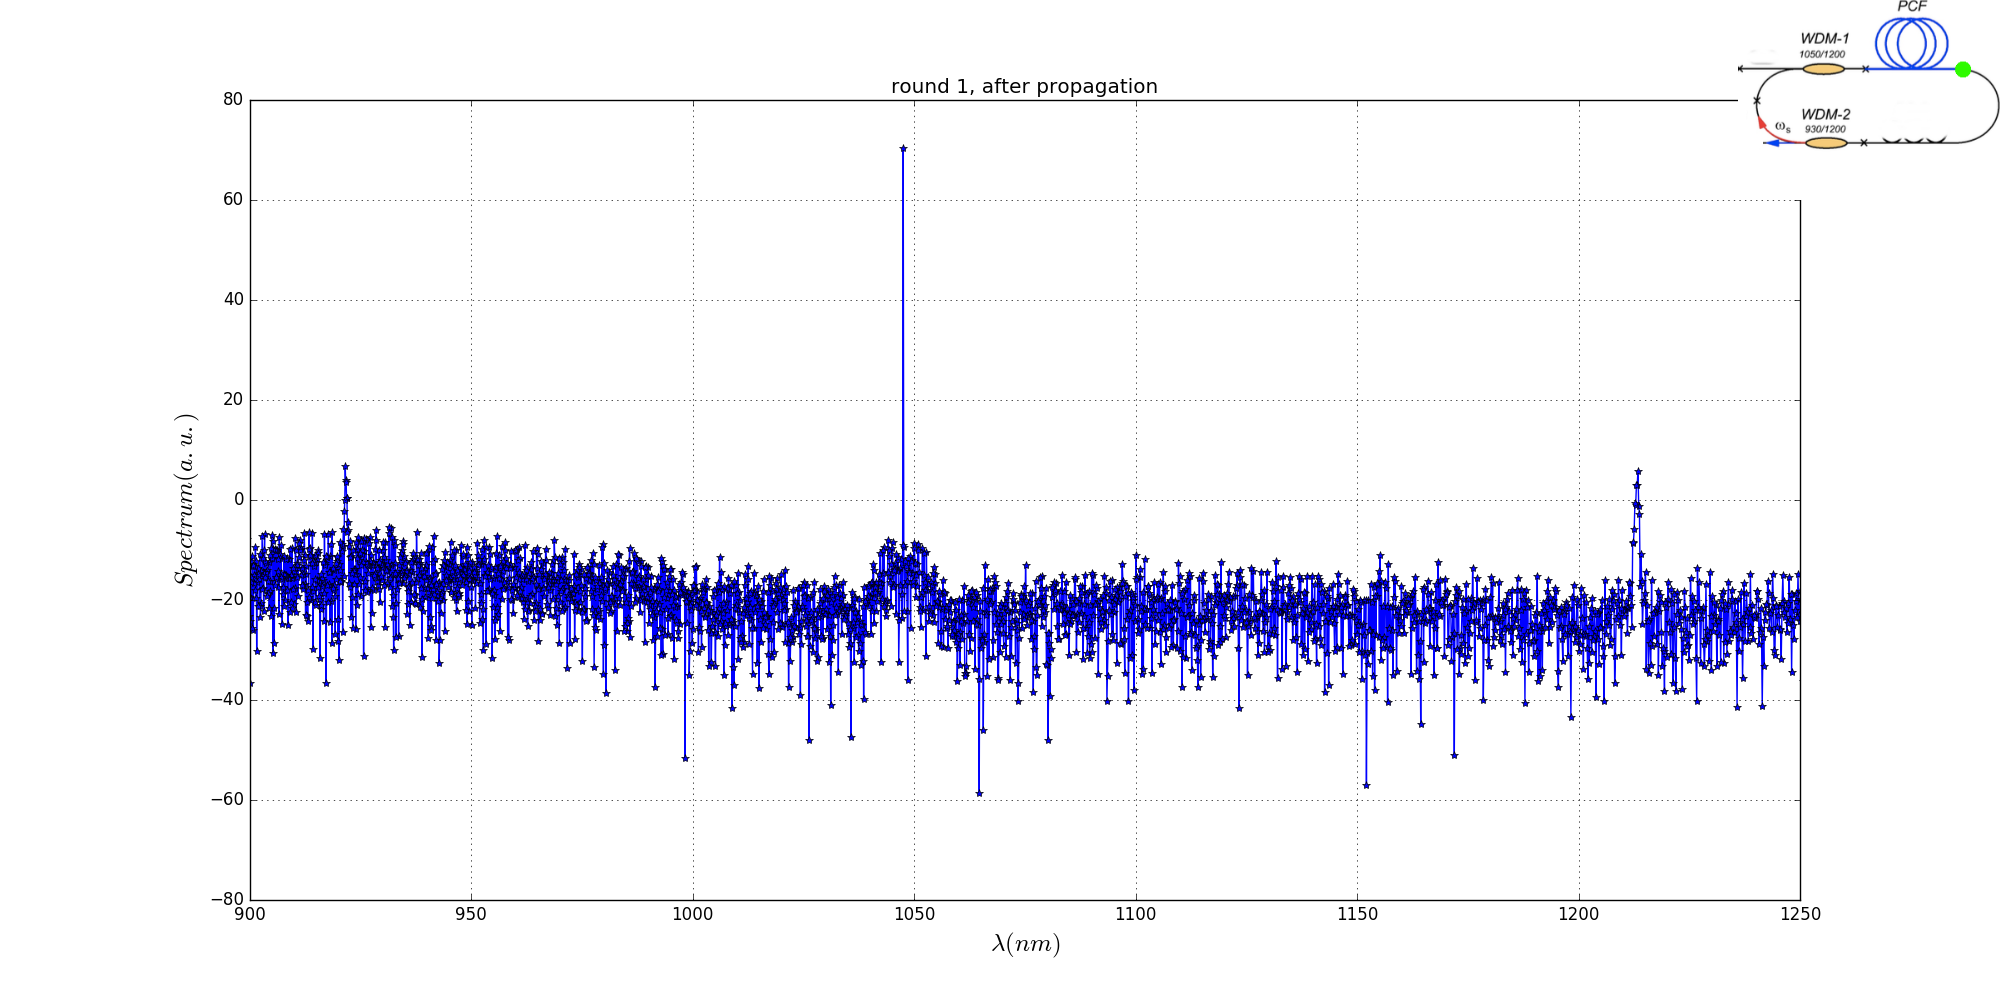 PCF
WDM-1
1050/1200
WDM-2
930/1200
ωs
round 1, after propagation
80
60
40
20
0
−20
−40
−60
−80
Spectrum(a. u. )
900
950
1000
1050
1100
1150
1200
1250
λ(nm)